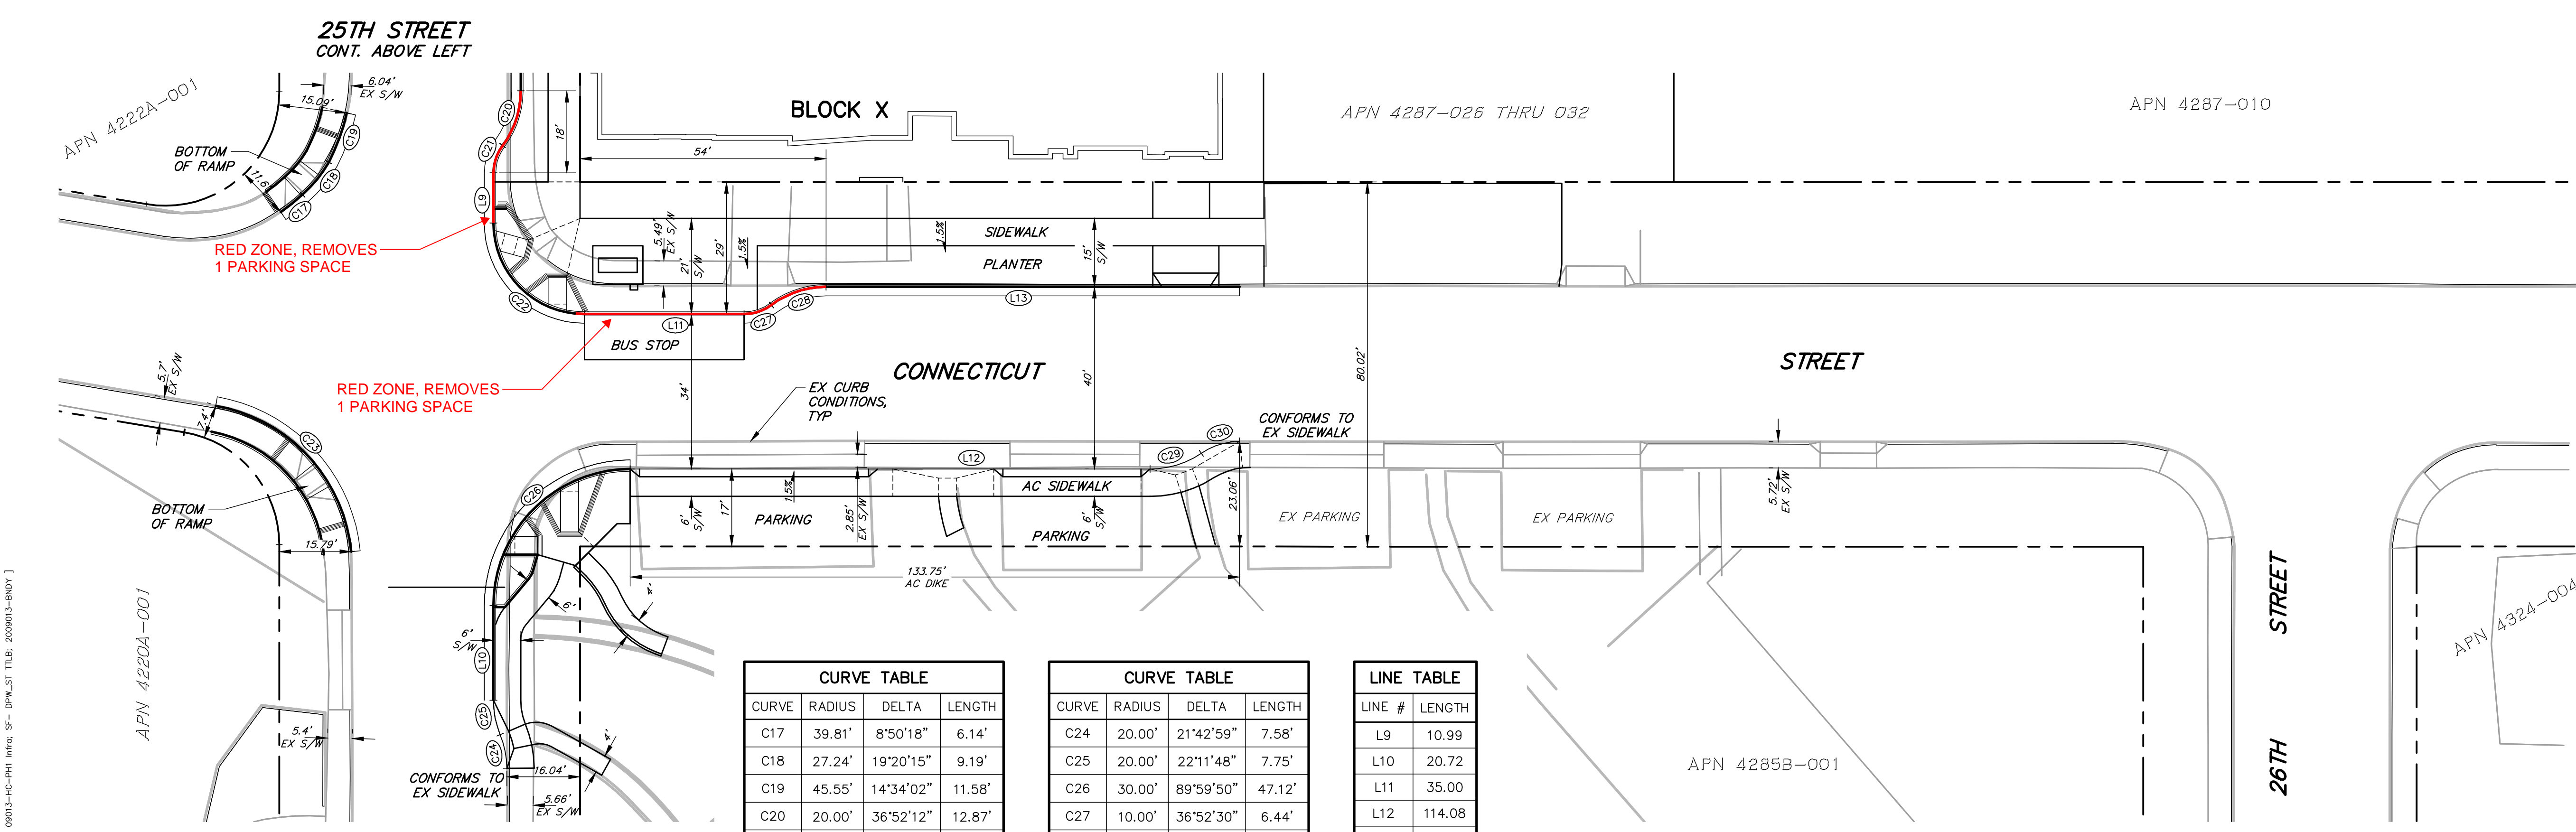 25TH STREET
CONT. ABOVE LEFT
APN 4222A-001
15.09'
6.04'
EX S/W
C19
C18
C17
11.6
BOTTOM
OF RAMP
C20
C21
L9
18'
BLOCK X
54'
APN 4287-026 THRU 032
APN 4287-010
RED ZONE, REMOVES
1 PARKING SPACE
5.49'
EX S/W
21'
S/W
29'
1.5%
1.5%
SIDEWALK
PLANTER
15'
S/W
C22
L11
C27
C28
L13
BUS STOP
RED ZONE, REMOVES
1 PARKING SPACE
34'
CONNECTICUT
40'
80.02'
STREET
EX CURB
CONDITIONS,
TYP
CONFORMS TO
EX SIDEWALK
5.7'
EX S/W
7.4'
C23
BOTTOM
OF RAMP
15.79'
C26
L12
C29
C30
AC SIDEWALK
6'
S/W
17'
1.5%
PARKING
2.85'
EX S/W
PARKING
6'
S/W
23.06'
EX PARKING
EX PARKING
5.72'
EX S/W
133.75'
AC DIKE
4'
6'
6'
S/W
L10
C25
C24
4'
CONFORMS TO
EX SIDEWALK
16.04'
5.66'
EX S/W
APN 4220A-001
5.4'
EX S/W
APN 4285B-001
26TH STREET
APN 4324-004
CURVE TABLE
CURVE RADIUS DELTA LENGTH
C17 39.81' 8°50'18" 6.14'
C18 27.24' 19°20'15" 9.19'
C19 45.55' 14°34'02" 11.58'
C20 20.00' 36°52'12" 12.87'
CURVE TABLE
CURVE RADIUS DELTA LENGTH
C24 20.00' 21°42'59" 7.58'
C25 20.00' 22°11'48" 7.75'
C26 30.00' 89°59'50" 47.12'
C27 10.00' 36°52'30" 6.44'
LINE TABLE
LINE # LENGTH
L9 10.99
L10 20.72
L11 35.00
L12 114.08
09013-HC-PH1 Infro; SF- DPW_ST TTLB; 20090113-BNDY ]